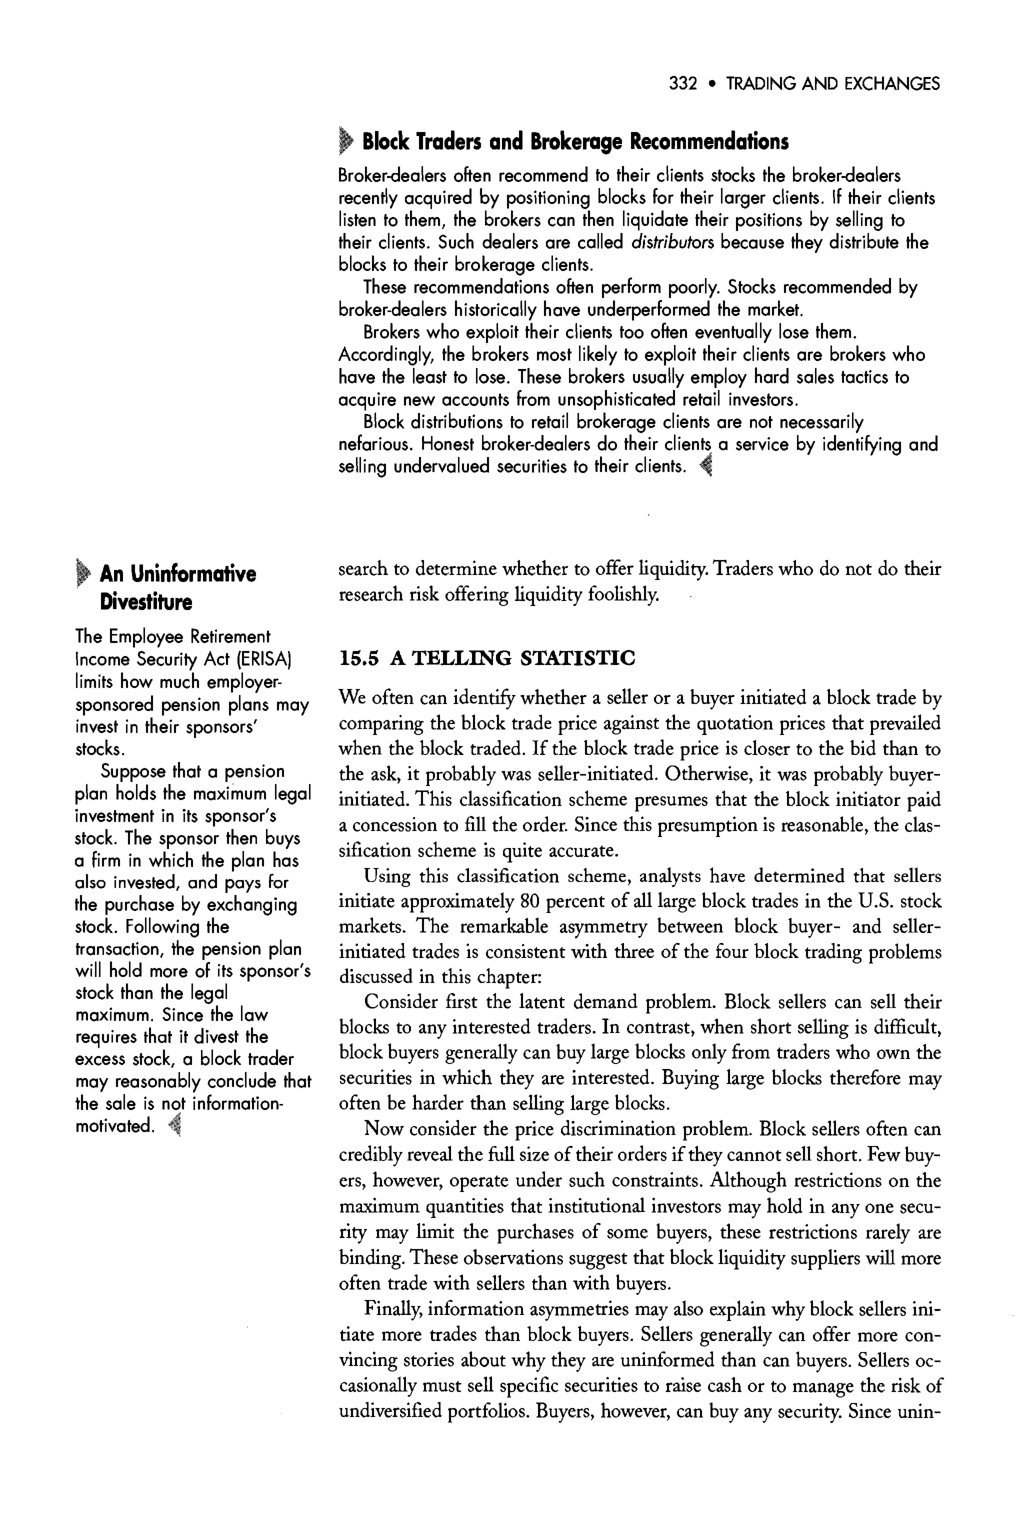 332 • TRADING AND EXCHANGES
Block Traders and Brokerage Recommendations
Broker-dealers often recommend to their clients stocks the broker-dealers
recently acquired by positioning blocks for their larger clients. If their clients
listen to them, the brokers can then liquidate their positions by selling to
their clients. Such dealers are called distributors because they distribute the
blocks to their brokerage clients.
These recommendations often perform poorly. Stocks recommended by
broker-dealers historically have underperformed the market.
Brokers who exploit their clients too often eventually lose them.
Accordingly, the brokers most likely to exploit their clients are brokers who
have the least to lose. These brokers usually employ hard sales tactics to
acquire new accounts from unsophisticated retail investors.
Block distributions to retail brokerage clients are not necessarily
nefarious. Honest broker-dealers do their clients a service by identifying and
selling undervalued securities to their clients.
An Uninformative
Divestiture
The Employee Retirement
Income Security Act (ERISA)
limits how much employer-
sponsored pension plans may
invest in their sponsors'
stocks.
Suppose that a pension
plan holds the maximum legal
investment in its sponsor's
stock. The sponsor then buys
a firm in which the plan has
also invested, and pays for
the purchase by exchanging
stock. Following the
transaction, the pension plan
will hold more of its sponsor's
stock than the legal
maximum. Since the law
requires that it divest the
excess stock, a block trader
may reasonably conclude that
the sale is not information-
motivated.
search to determine whether to offer liquidity. Traders who do not do their
research risk offering liquidity foolishly.
15.5 A TELLING STATISTIC
We often can identify whether a seller or a buyer initiated a block trade by
comparing the block trade price against the quotation prices that prevailed
when the block traded. If the block trade price is closer to the bid than to
the ask, it probably was seller-initiated. Otherwise, it was probably buyer-
initiated. This classification scheme presumes that the block initiator paid
a concession to fill the order. Since this presumption is reasonable, the clas-
sification scheme is quite accurate.
Using this classification scheme, analysts have determined that sellers
initiate approximately 80 percent of all large block trades in the U.S. stock
markets. The remarkable asymmetry between block buyer- and seller-
initiated trades is consistent with three of the four block trading problems
discussed in this chapter:
Consider first the latent demand problem. Block sellers can sell their
blocks to any interested traders. In contrast, when short selling is difficult,
block buyers generally can buy large blocks only from traders who own the
securities in which they are interested. Buying large blocks therefore may
often be harder than selling large blocks.
Now consider the price discrimination problem. Block sellers often can
credibly reveal the full size of their orders if they cannot sell short. Few buy-
ers, however, operate under such constraints. Although restrictions on the
maximum quantities that institutional investors may hold in any one secu-
rity may limit the purchases of some buyers, these restrictions rarely are
binding. These observations suggest that block liquidity suppliers will more
often trade with sellers than with buyers.
Finally, information asymmetries may also explain why block sellers ini-
tiate more trades than block buyers. Sellers generally can offer more con-
vincing stories about why they are uninformed than can buyers. Sellers oc-
casionally must sell specific securities to raise cash or to manage the risk of
undiversified portfolios. Buyers, however, can buy any security. Since unin-